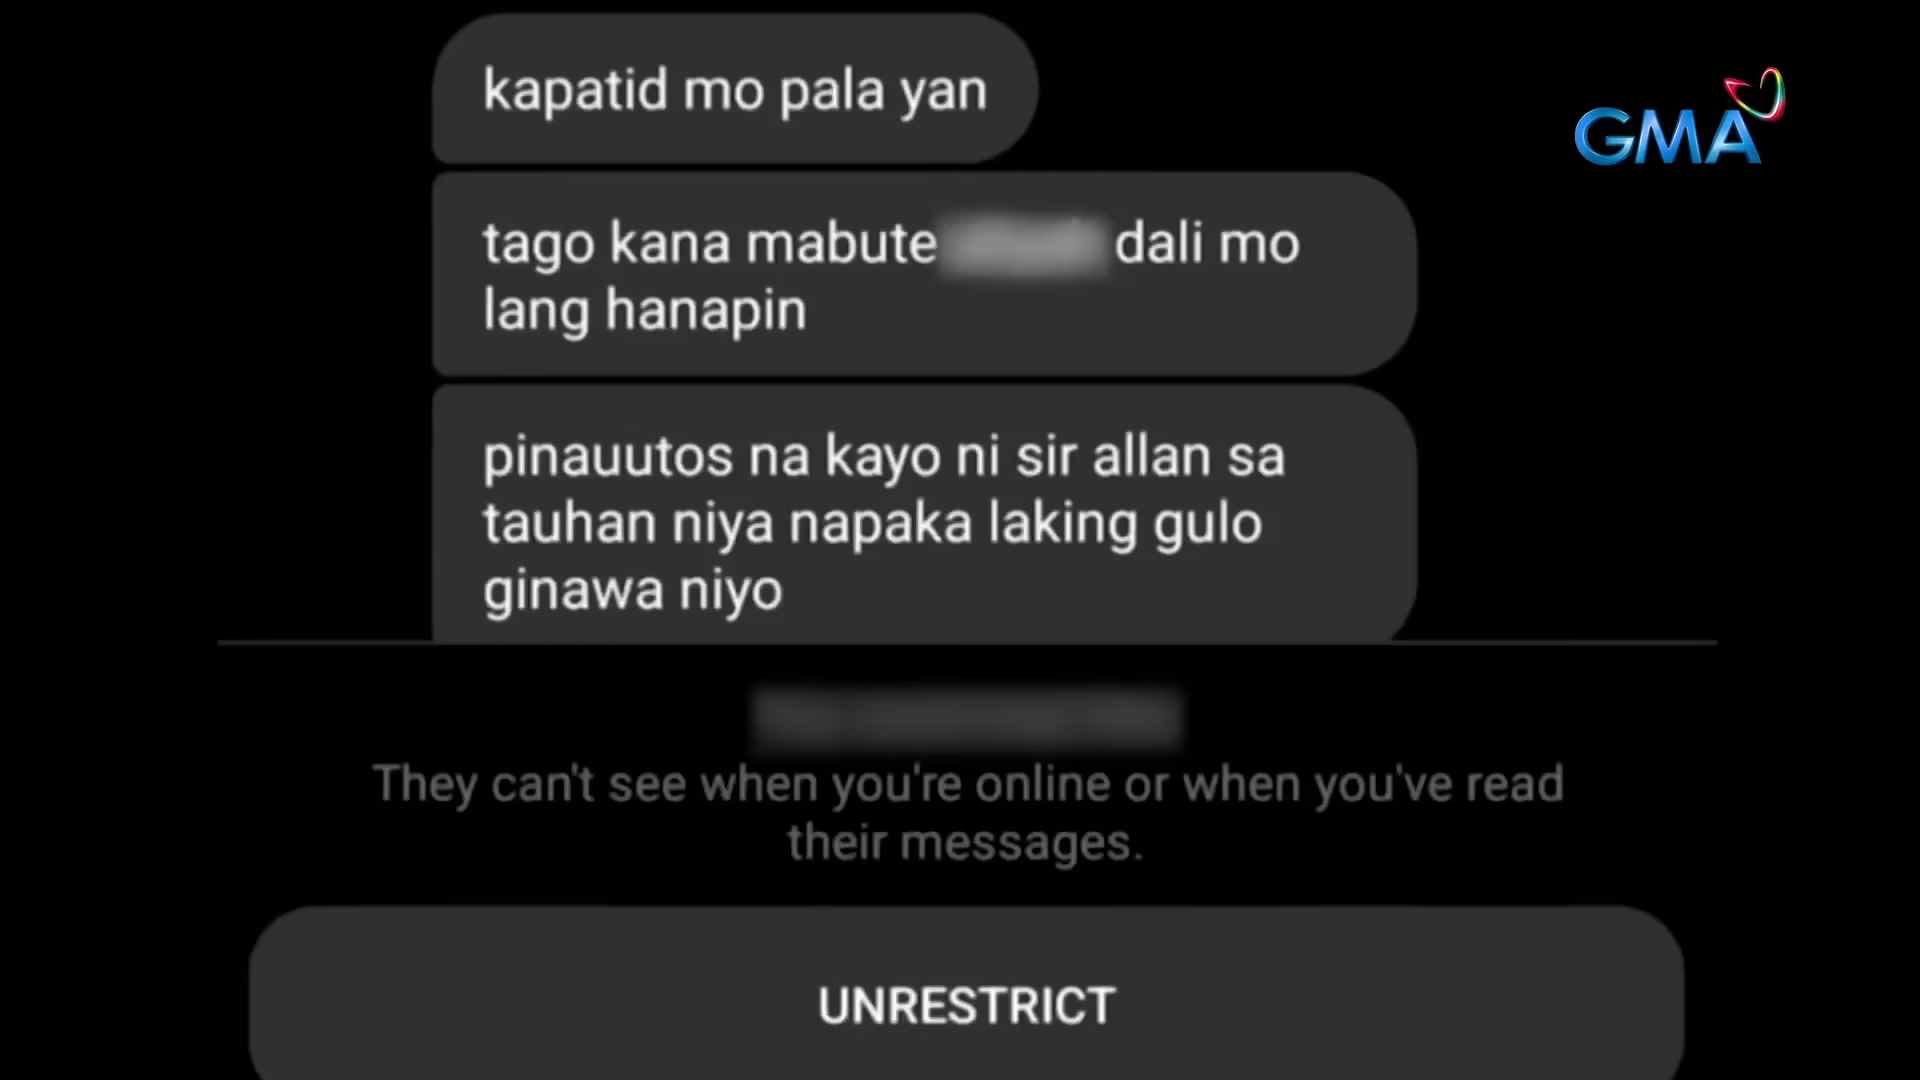 kapatid mo pala yan
GMA
tago kana mabute dali mo
lang hanapin
pinauutos na kayo ni sir allan sa
tauhan niya napaka laking gulo
ginawa niyo
They can't see when you're online or when you've read
their messages.
UNRESTRICT